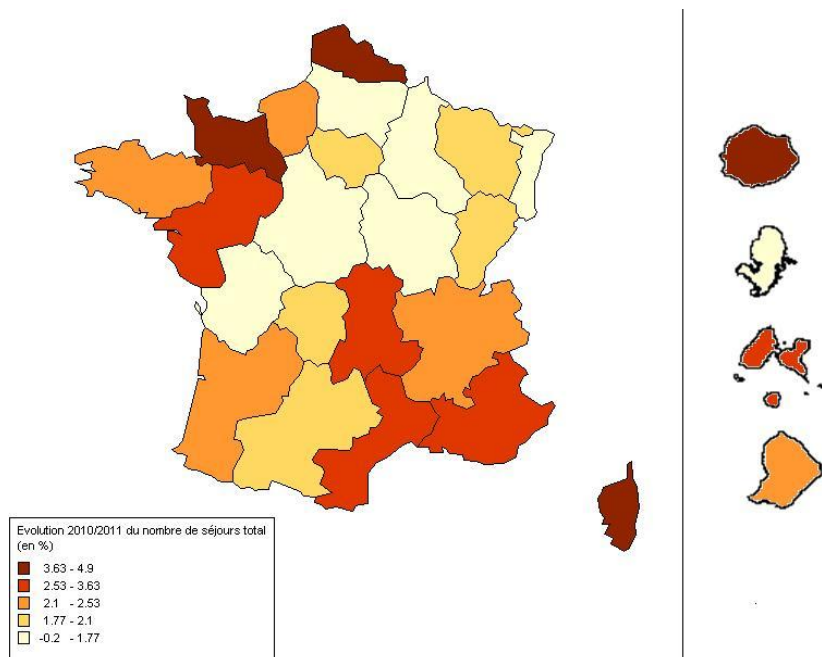 Evolution 2010/2011 du nombre de séjours total
(en %)
3.63 - 4.9
2.53 - 3.63
2.1 - 2.53
1.77 - 2.1
-0.2 - 1.77